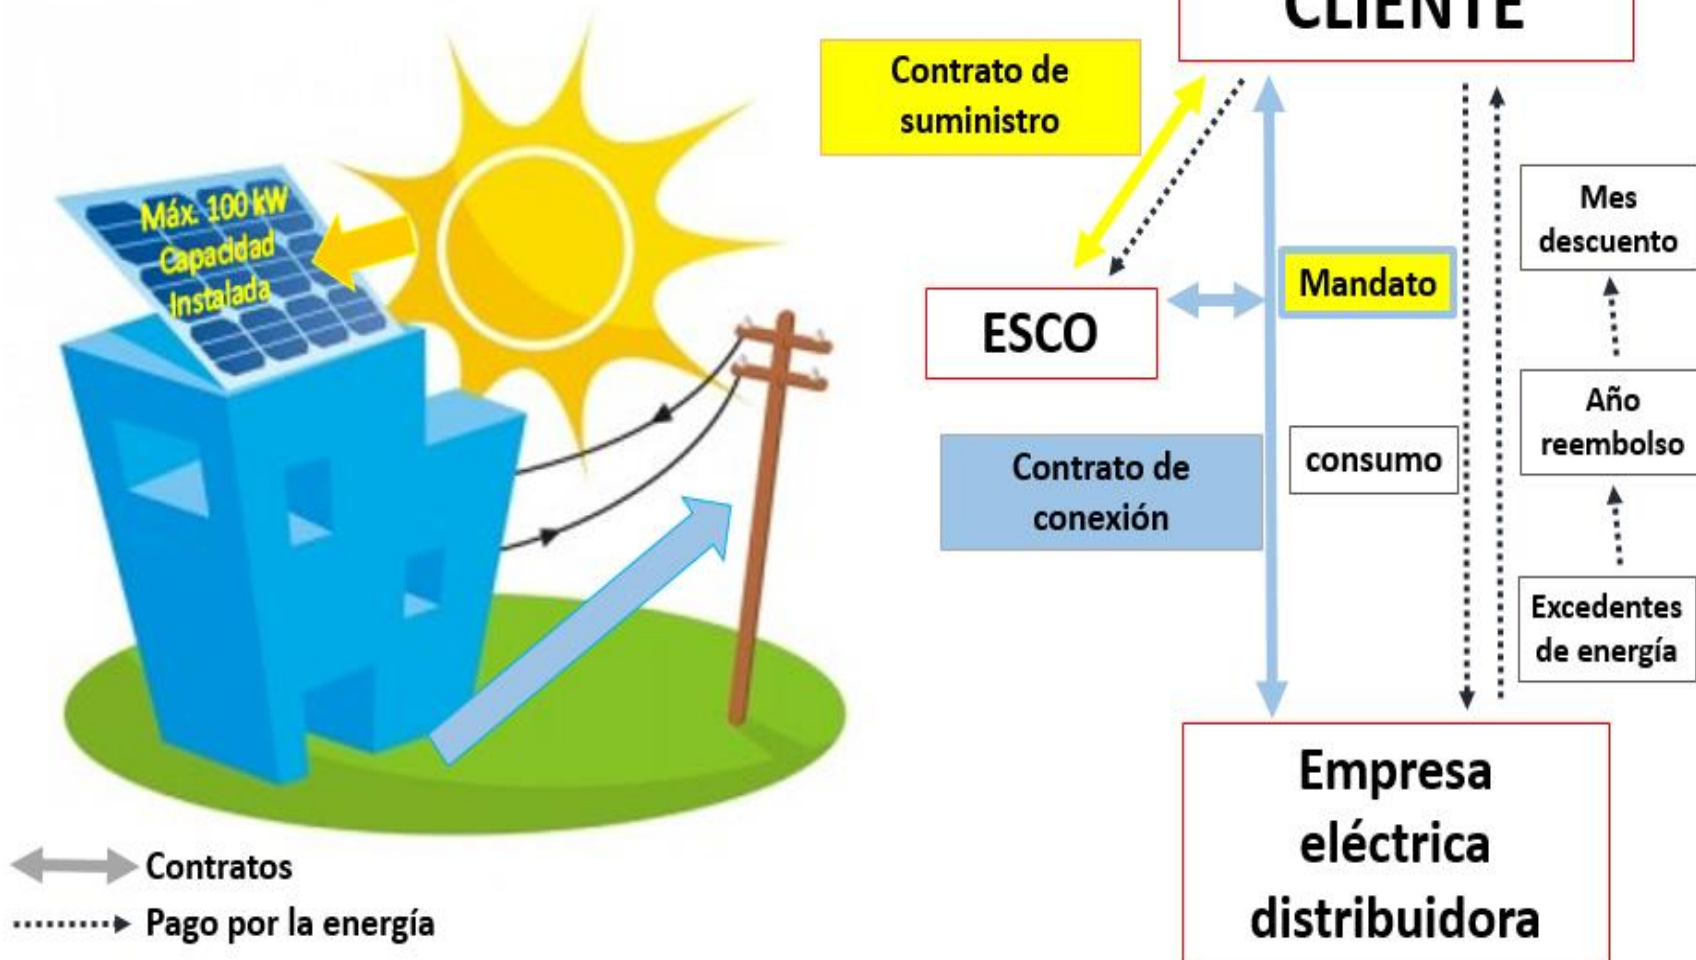 CLIENTE
Contrato de
suministro
Máx. 100 kW
Capacidad
Instalada
Mes
descuento
Mandato
ESCO
Año
reembolso
Contrato de
conexión
consumo
Excedentes
de energía
Empresa
eléctrica
distribuidora
Contratos
Pago por la energía